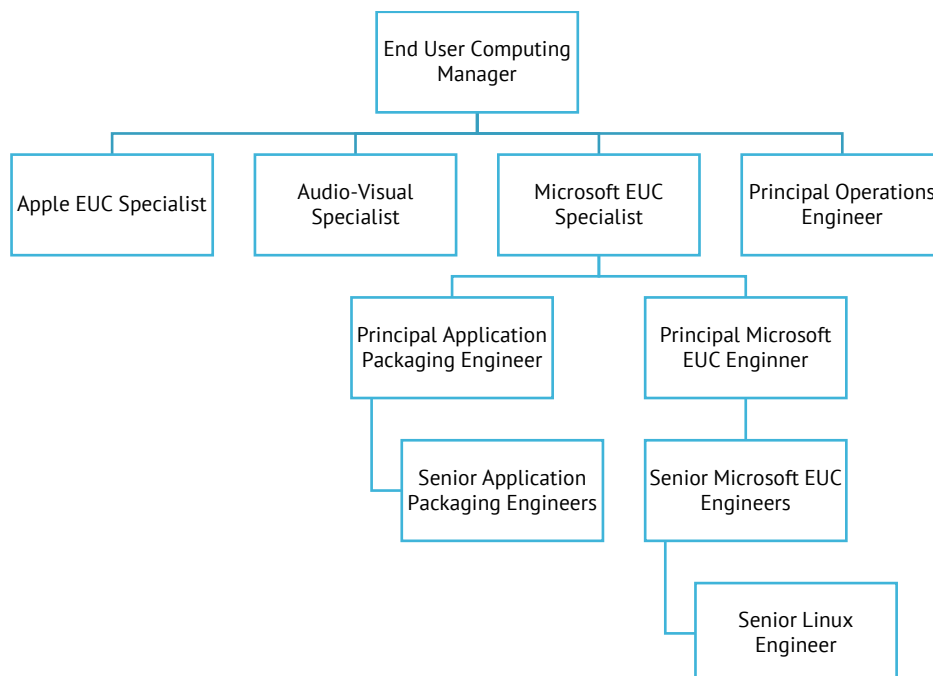 End User Computing
Manager
Apple EUC Specialist
Audio-Visual
Specialist
Microsoft EUC
Specialist
Principal Operations
Engineer
Principal Application
Packaging Engineer
Principal Microsoft
EUC Enginner
Senior Application
Packaging Engineers
Senior Microsoft EUC
Engineers
Senior Linux
Engineer